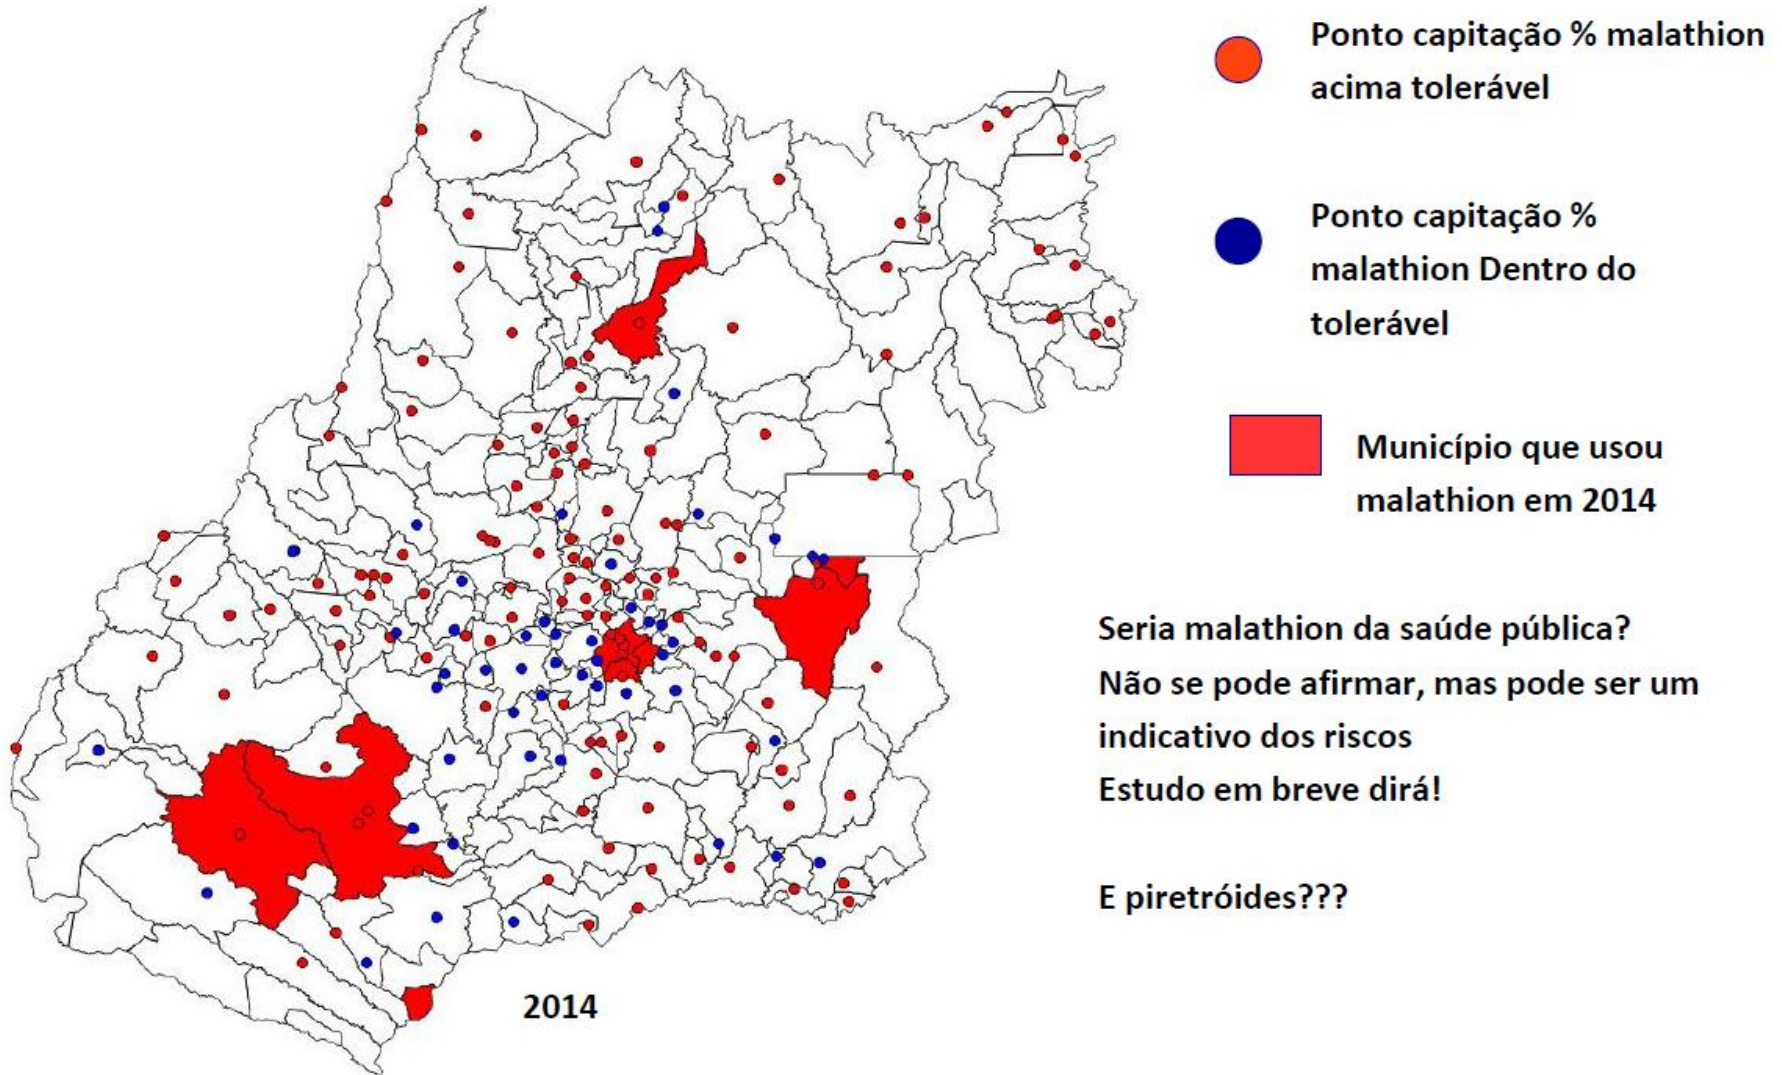 Ponto capitação % malathion
acima tolerável
Ponto capitação %
malathion Dentro do
tolerável
Município que usou
malathion em 2014
Seria malathion da saúde pública?
Não se pode afirmar, mas pode ser um
indicativo dos riscos
Estudo em breve dirá!
E piretróides???
2014